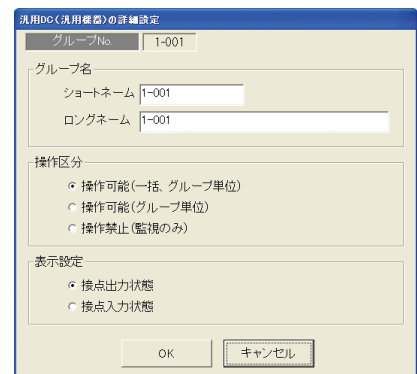 汎用DC(汎用機器)の詳細設定
グループNo. 1-001
グループ名
ショートネーム 1-001
ロングネーム 1-001
操作区分
操作可能(一括、グループ単位)
操作可能(グループ単位)
操作禁止(監視のみ)
表示設定
接点出力状態
接点入力状態
OK キャンセル